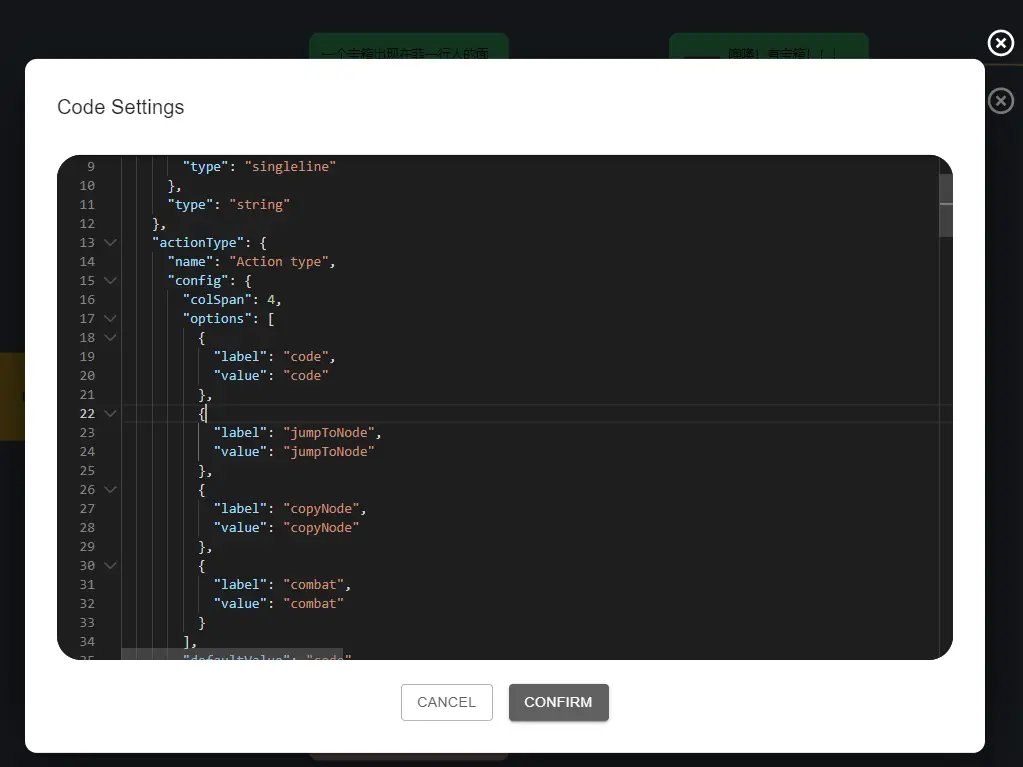 一个宝箱出现在菲一行人的面
嘿嘿！有宝箱！！！
Code Settings
9 "type": "singleline"
10 },
11 "type": "string"
12 },
13 "actionType": {
14 "name": "Action type",
15 "config": {
16 "colSpan": 4,
17 "options": [
18 {
19 "label": "code",
20 "value": "code"
21 },
22 {
23 "label": "jumpToNode",
24 "value": "jumpToNode"
25 },
26 {
27 "label": "copyNode",
28 "value": "copyNode"
29 },
30 {
31 "label": "combat",
32 "value": "combat"
33 }
34 ],
35 "defaultValue": "code"
CANCEL
CONFIRM